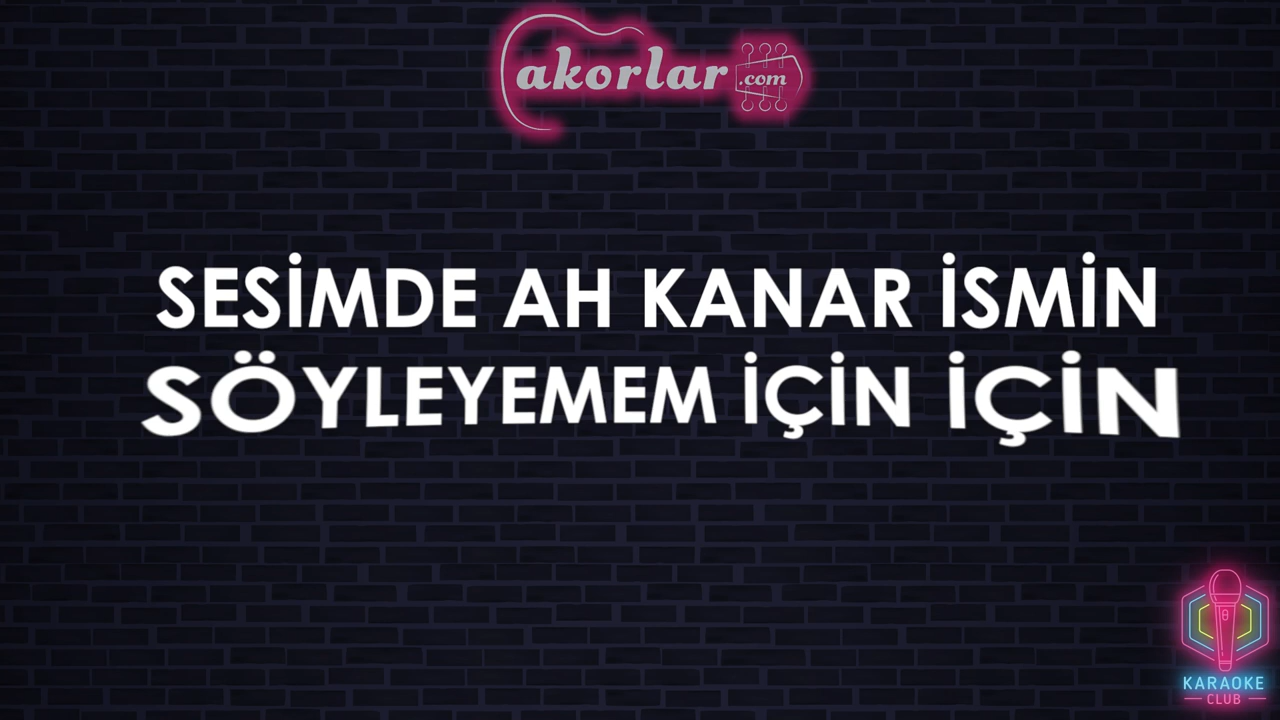 akorlar.com
SESİMDE AH KANAR İSMİN
SÖYLEYEMEM İÇİN İÇİN
KARAOKE
CLUB